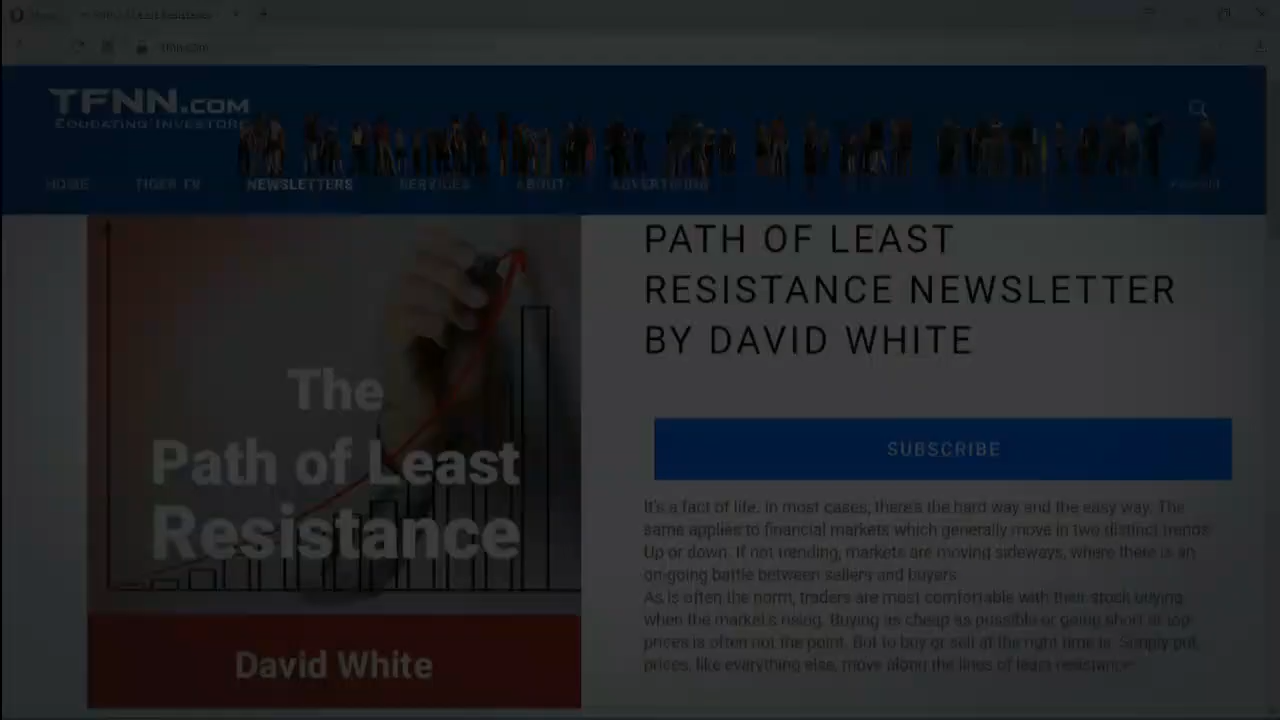 tfnn.com
TFNN.COM
EDUCATING INVESTORS
HOME TIGER TV NEWSLETTERS SERVICES ABOUT ADVERTISING
The
Path of Least
Resistance
David White
PATH OF LEAST
RESISTANCE NEWSLETTER
BY DAVID WHITE
SUBSCRIBE
It's a fact of life. In most cases, there's the hard way and the easy way. The
same applies to financial markets which generally move in two distinct trends.
Up or down. If not trending, markets are moving sideways, where there is an
on-going battle between sellers and buyers.
As is often the norm, traders are most comfortable with their stock buying
when the market's rising. Buying as cheap as possible or going short at top
prices is often not the point. But to buy or sell at the right time is. Simply put,
prices, like everything else, move along the lines of least resistance.